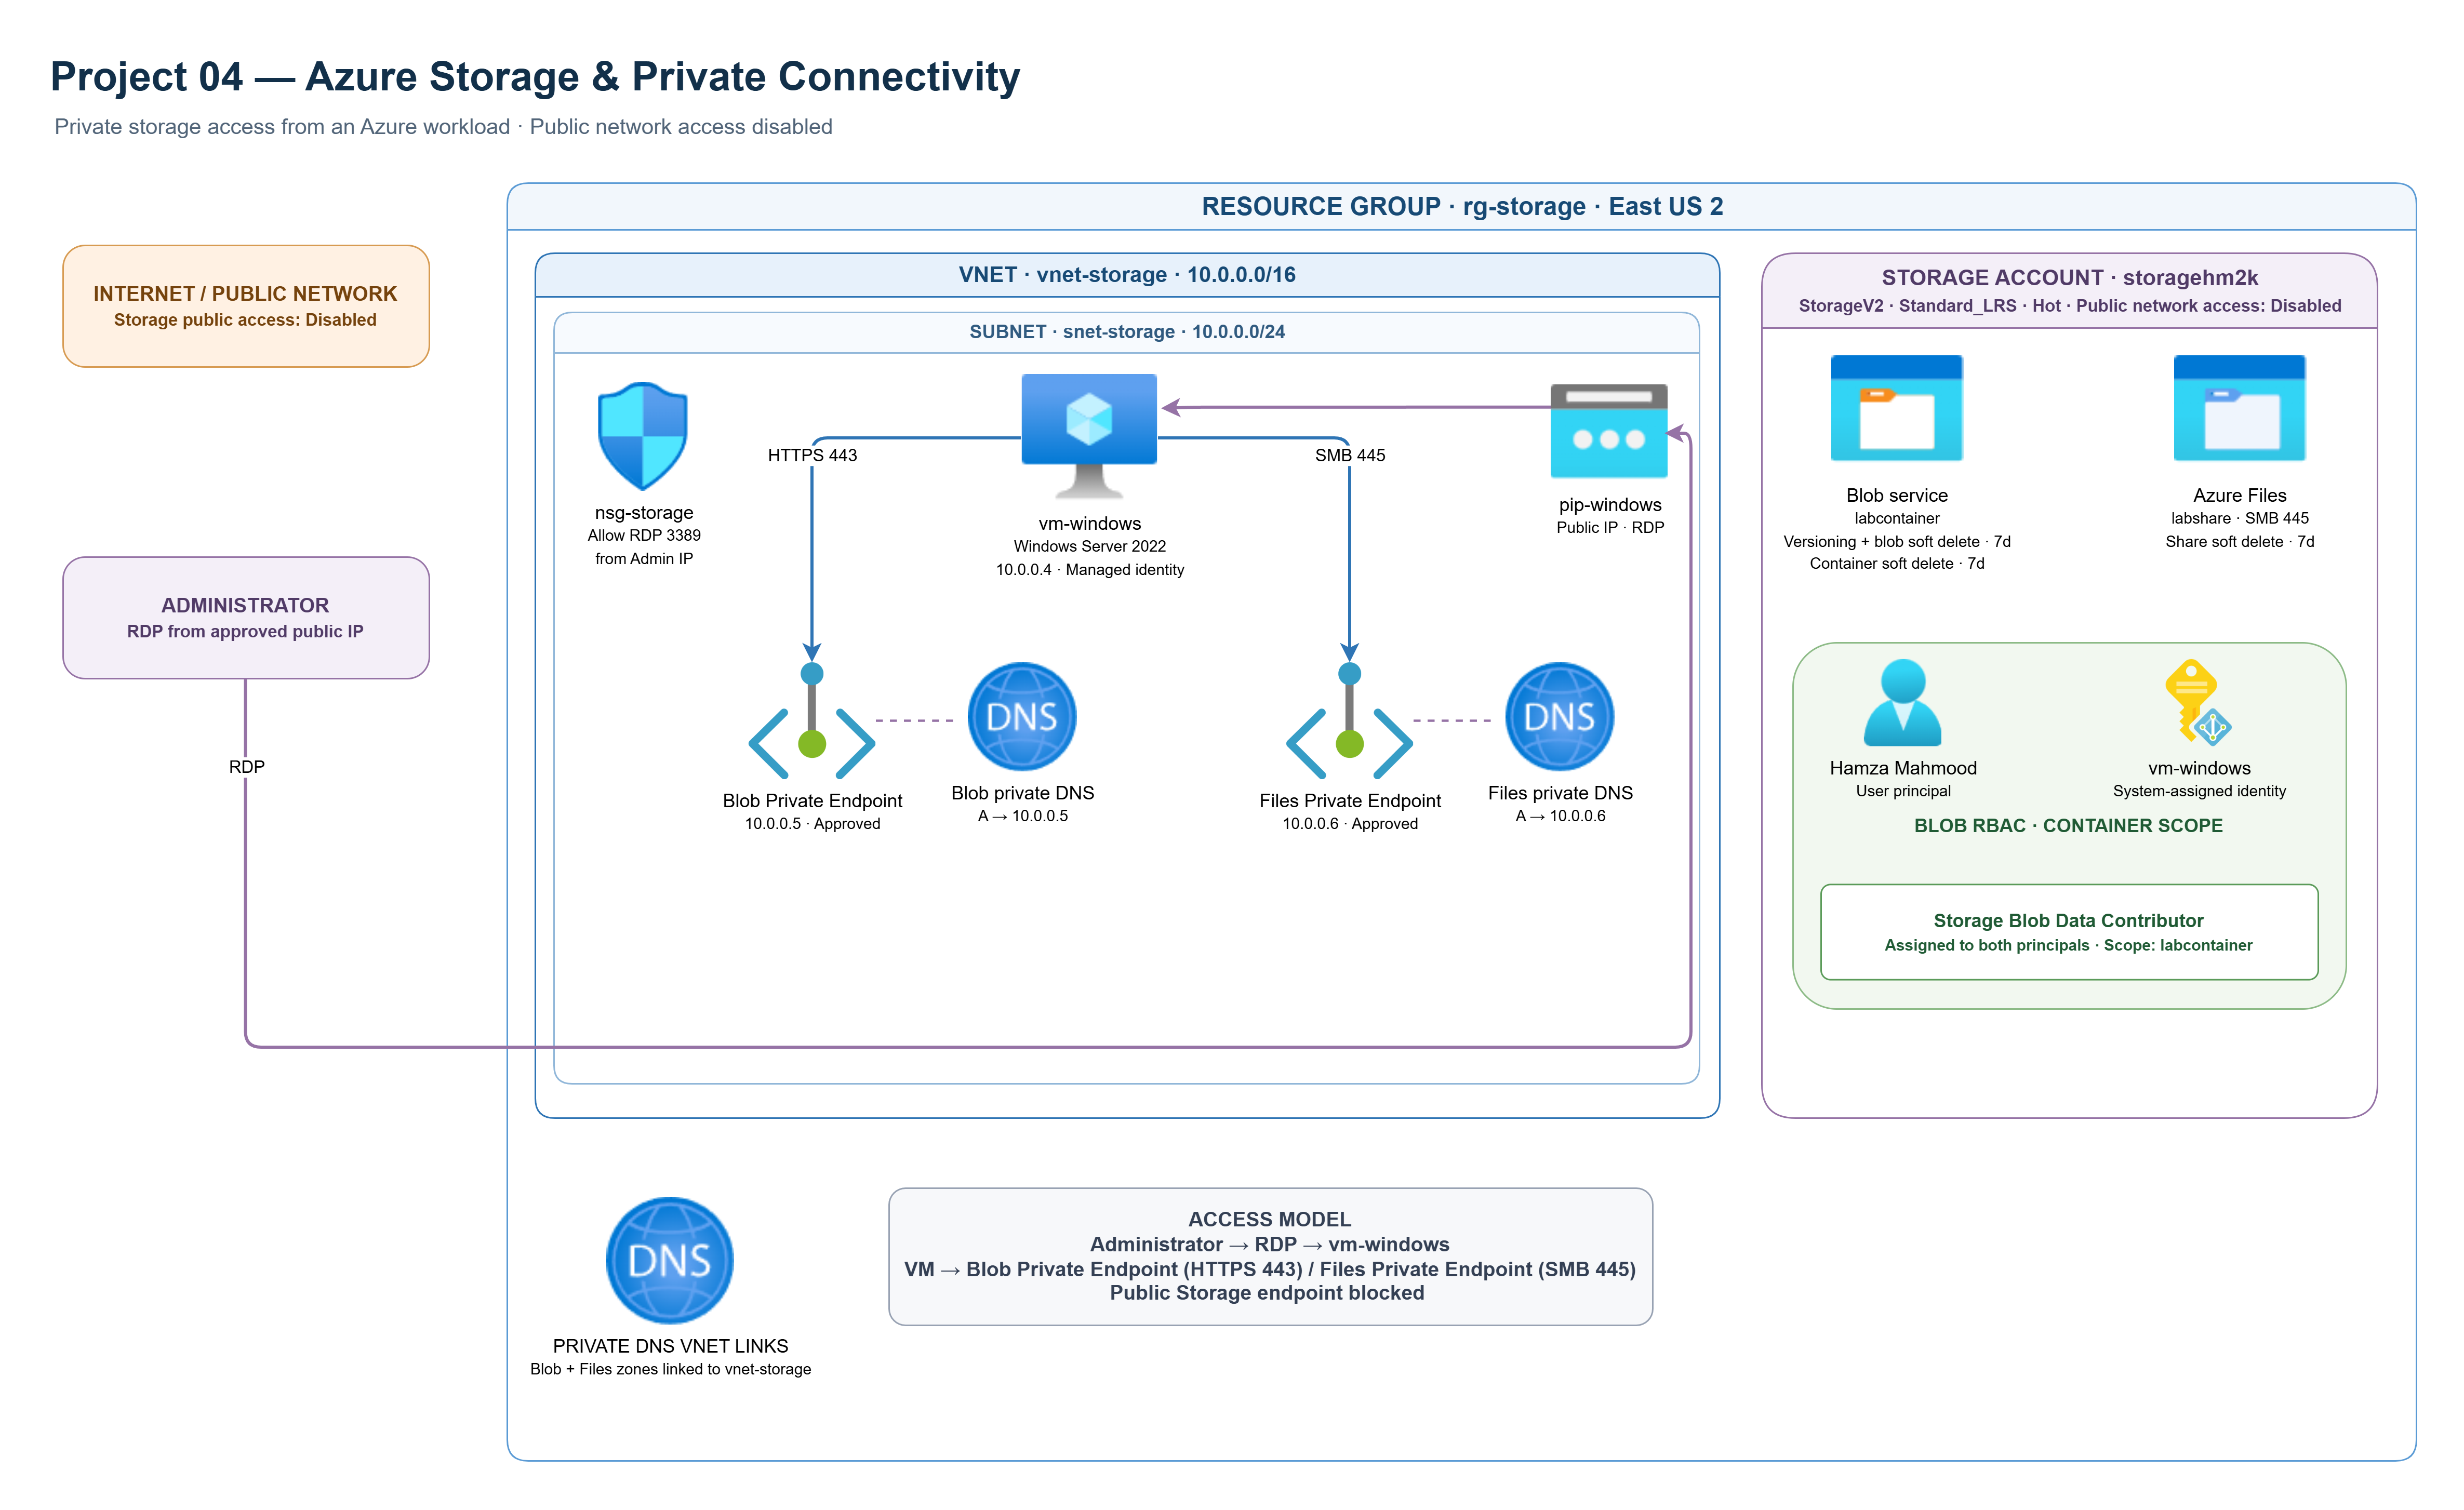 Project 04 — Azure Storage & Private Connectivity
Private storage access from an Azure workload · Public network access disabled
RESOURCE GROUP · rg-storage · East US 2
INTERNET / PUBLIC NETWORK
Storage public access: Disabled
ADMINISTRATOR
RDP from approved public IP
RDP
VNET · vnet-storage · 10.0.0.0/16
SUBNET · snet-storage · 10.0.0.0/24
nsg-storage
Allow RDP 3389
from Admin IP
HTTPS 443
vm-windows
Windows Server 2022
10.0.0.4 · Managed identity
SMB 445
pip-windows
Public IP · RDP
Blob Private Endpoint
10.0.0.5 · Approved
DNS
Blob private DNS
A → 10.0.0.5
Files Private Endpoint
10.0.0.6 · Approved
DNS
Files private DNS
A → 10.0.0.6
STORAGE ACCOUNT · storagehm2k
StorageV2 · Standard_LRS · Hot · Public network access: Disabled
Blob service
labcontainer
Versioning + blob soft delete · 7d
Container soft delete · 7d
Azure Files
labshare · SMB 445
Share soft delete · 7d
Hamza Mahmood
User principal
vm-windows
System-assigned identity
BLOB RBAC · CONTAINER SCOPE
Storage Blob Data Contributor
Assigned to both principals · Scope: labcontainer
DNS
PRIVATE DNS VNET LINKS
Blob + Files zones linked to vnet-storage
ACCESS MODEL
Administrator → RDP → vm-windows
VM → Blob Private Endpoint (HTTPS 443) / Files Private Endpoint (SMB 445)
Public Storage endpoint blocked